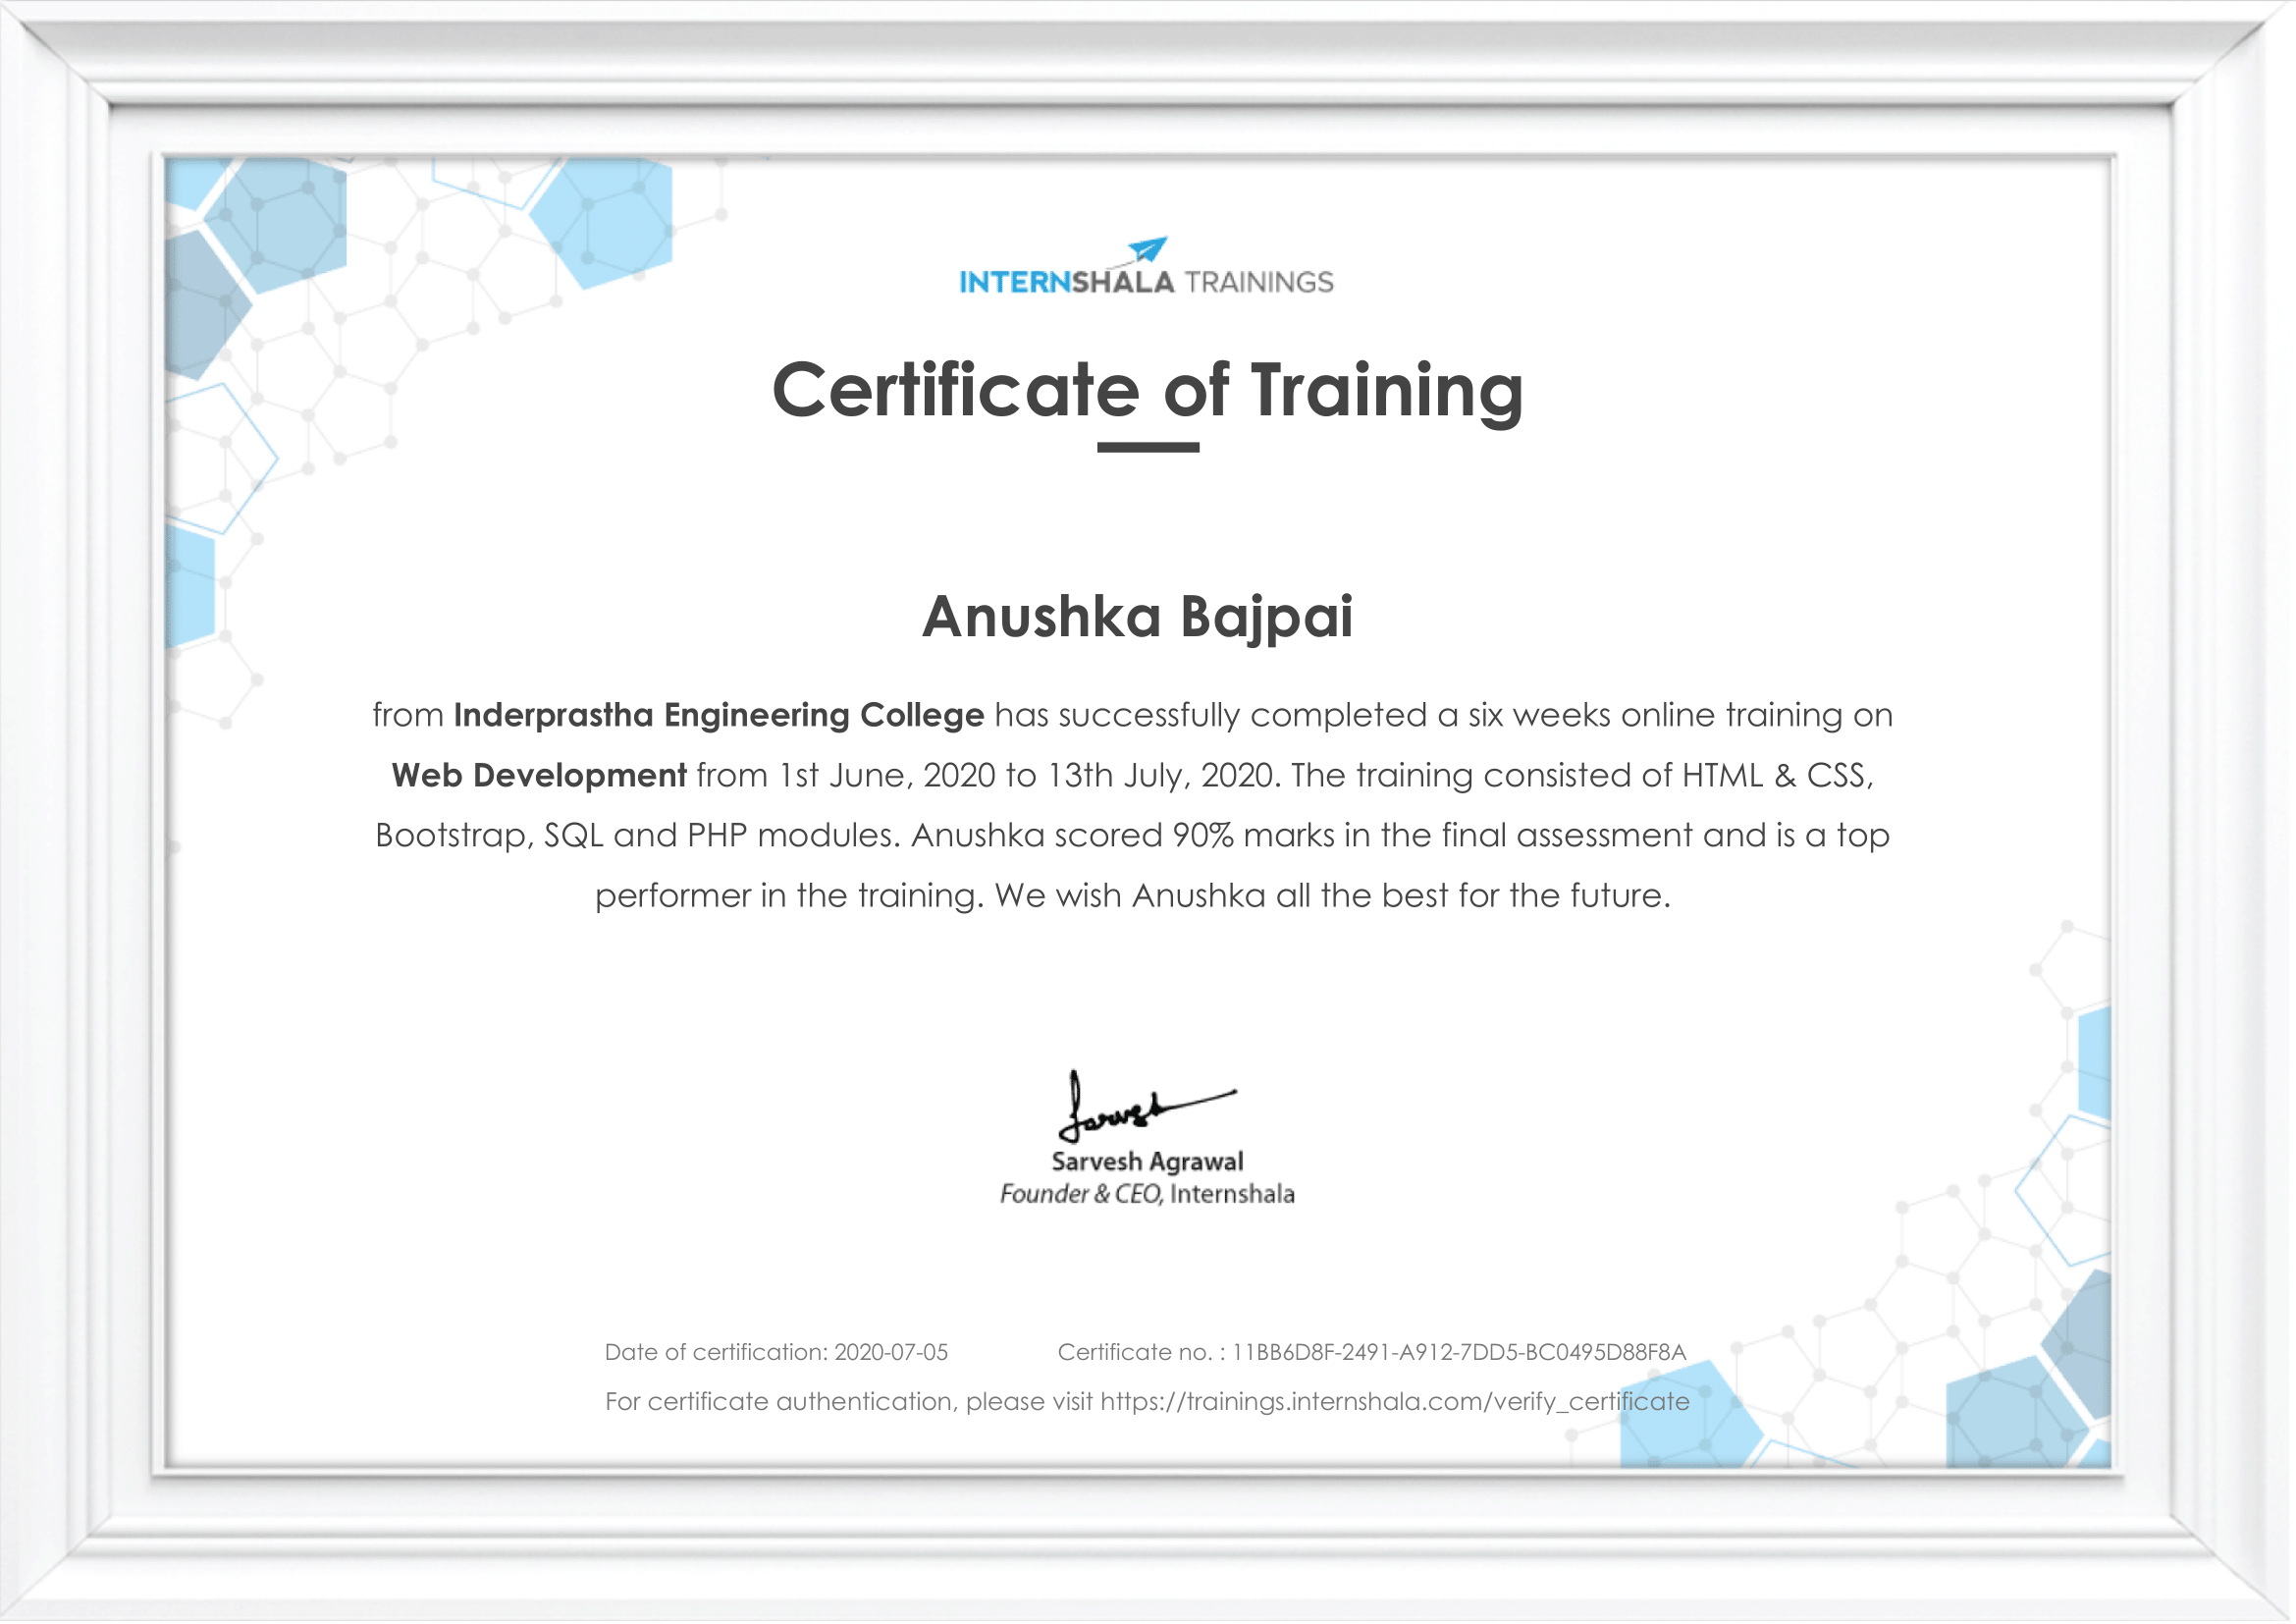 INTERNSHALA TRAININGS
Certificate of Training
Anushka Bajpai
from Inderprastha Engineering College has successfully completed a six weeks online training on
Web Development from 1st June, 2020 to 13th July, 2020. The training consisted of HTML & CSS,
Bootstrap, SQL and PHP modules. Anushka scored 90% marks in the final assessment and is a top
performer in the training. We wish Anushka all the best for the future.
Sarvesh
Sarvesh Agrawal
Founder & CEO, Internshala
Date of certification: 2020-07-05 Certificate no. : 11BB6D8F-2491-A912-7DD5-BC0495D88F8A
For certificate authentication, please visit https://trainings.internshala.com/verify_certificate